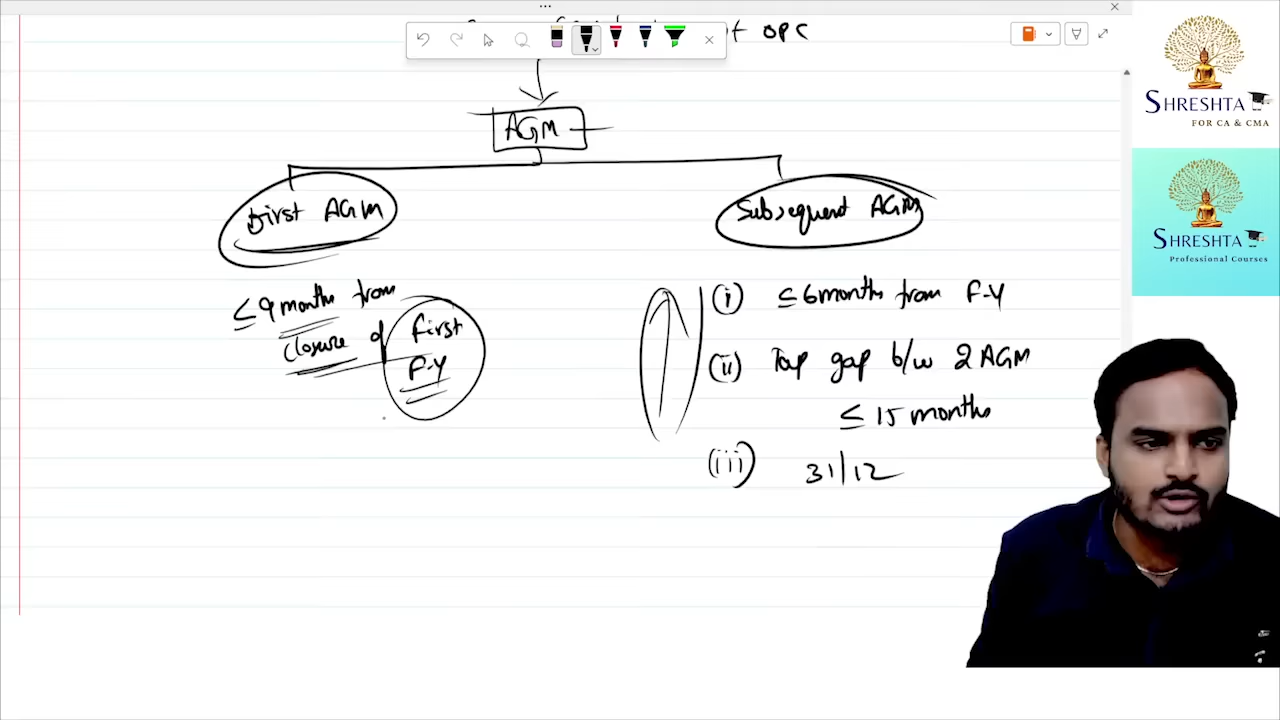 OPC
AGM
First AGM
Subsequent AGM
≤ 9 months from
closure of first
F-Y
(i) ≤ 6 months from F-Y
(ii) gap b/w 2 AGM
≤ 15 months
(iii) 31/12
SHRESHTA
FOR CA & CMA
SHRESHTA
Professional Courses